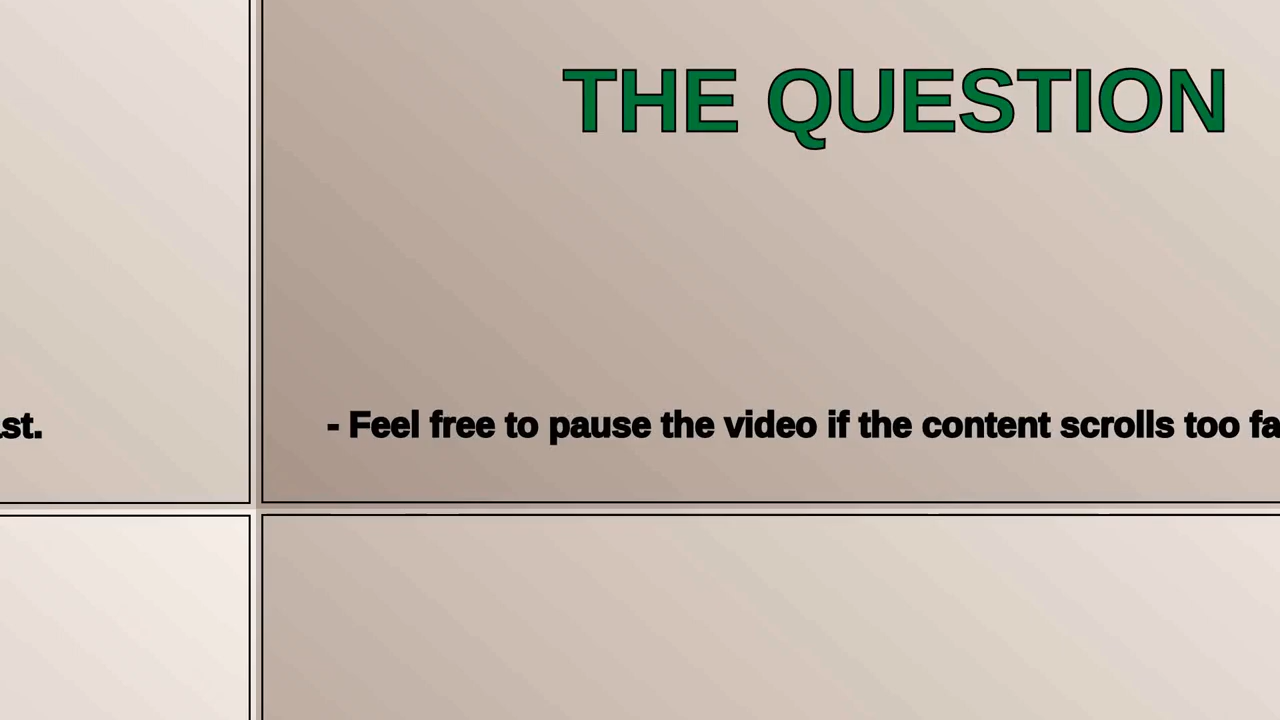 THE QUESTION
st.
- Feel free to pause the video if the content scrolls too fa